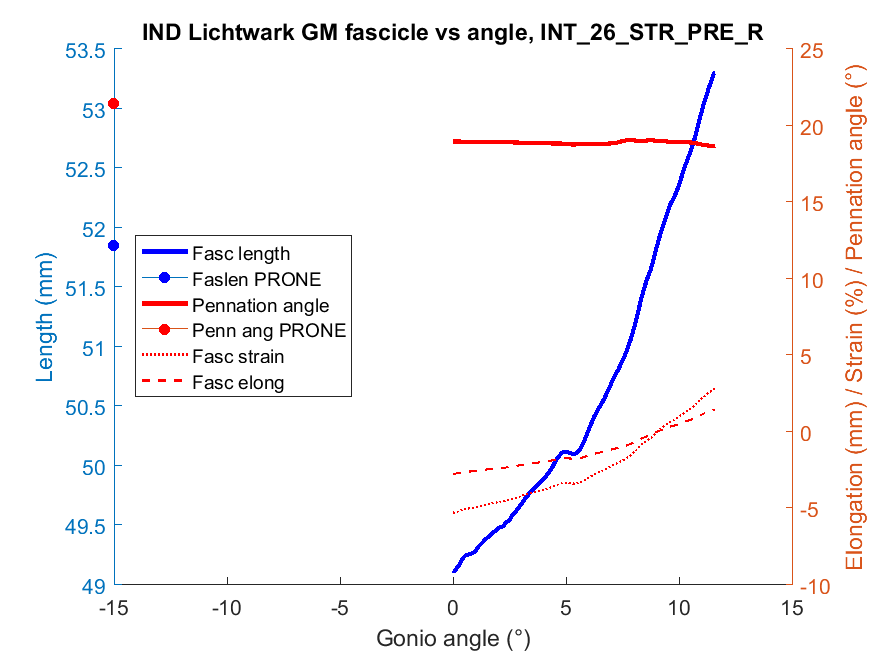 IND Lichtwark GM fascicle vs angle, INT_26_STR_PRE_R
53.5
53
52.5
52
51.5
51
50.5
50
49.5
49
Length (mm)
25
20
15
10
5
0
-5
-10
Elongation (mm) / Strain (%) / Pennation angle (°)
Fasc length
Faslen PRONE
Pennation angle
Penn ang PRONE
Fasc strain
Fasc elong
-15 -10 -5 0 5 10 15
Gonio angle (°)